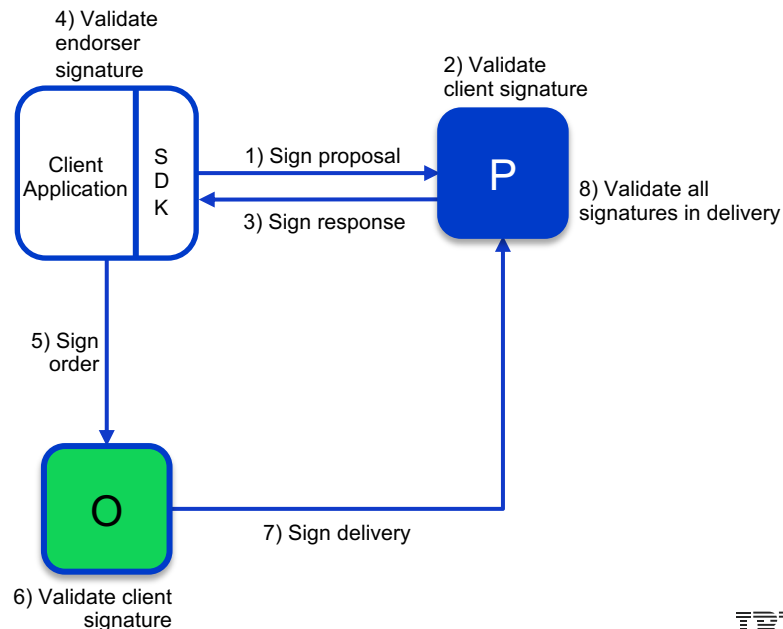 4) Validate
endorser
signature
2) Validate
client signature
Client
Application
S
D
K
1) Sign proposal
P
3) Sign response
8) Validate all
signatures in delivery
5) Sign
order
O
7) Sign delivery
6) Validate client
signature